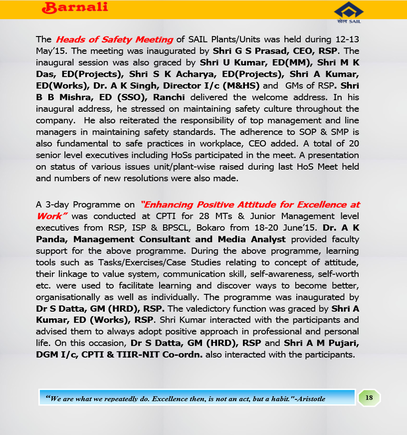 Barnali
सेल SAIL
The Heads of Safety Meeting of SAIL Plants/Units was held during 12-13
May'15. The meeting was inaugurated by Shri G S Prasad, CEO, RSP. The
inaugural session was also graced by Shri U Kumar, ED(MM), Shri M K
Das, ED(Projects), Shri S K Acharya, ED(Projects), Shri A Kumar,
ED(Works), Dr. A K Singh, Director I/c (M&HS) and GMs of RSP. Shri
B B Mishra, ED (SSO), Ranchi delivered the welcome address. In his
inaugural address, he stressed on maintaining safety culture throughout the
company. He also reiterated the responsibility of top management and line
managers in maintaining safety standards. The adherence to SOP & SMP is
also fundamental to safe practices in workplace, CEO added. A total of 20
senior level executives including HoSs participated in the meet. A presentation
on status of various issues unit/plant-wise raised during last HoS Meet held
and numbers of new resolutions were also made.
A 3-day Programme on "Enhancing Positive Attitude for Excellence at
Work" was conducted at CPTI for 28 MTs & Junior Management level
executives from RSP, ISP & BPSCL, Bokaro from 18-20 June'15. Dr. A K
Panda, Management Consultant and Media Analyst provided faculty
support for the above programme. During the above programme, learning
tools such as Tasks/Exercises/Case Studies relating to concept of attitude,
their linkage to value system, communication skill, self-awareness, self-worth
etc. were used to facilitate learning and discover ways to become better,
organisationally as well as individually. The programme was inaugurated by
Dr S Datta, GM (HRD), RSP. The valedictory function was graced by Shri A
Kumar, ED (Works), RSP. Shri Kumar interacted with the participants and
advised them to always adopt positive approach in professional and personal
life. On this occasion, Dr S Datta, GM (HRD), RSP and Shri A M Pujari,
DGM I/c, CPTI & TIIR-NIT Co-ordn. also interacted with the participants.
"We are what we repeatedly do. Excellence then, is not an act, but a habit."-Aristotle
18